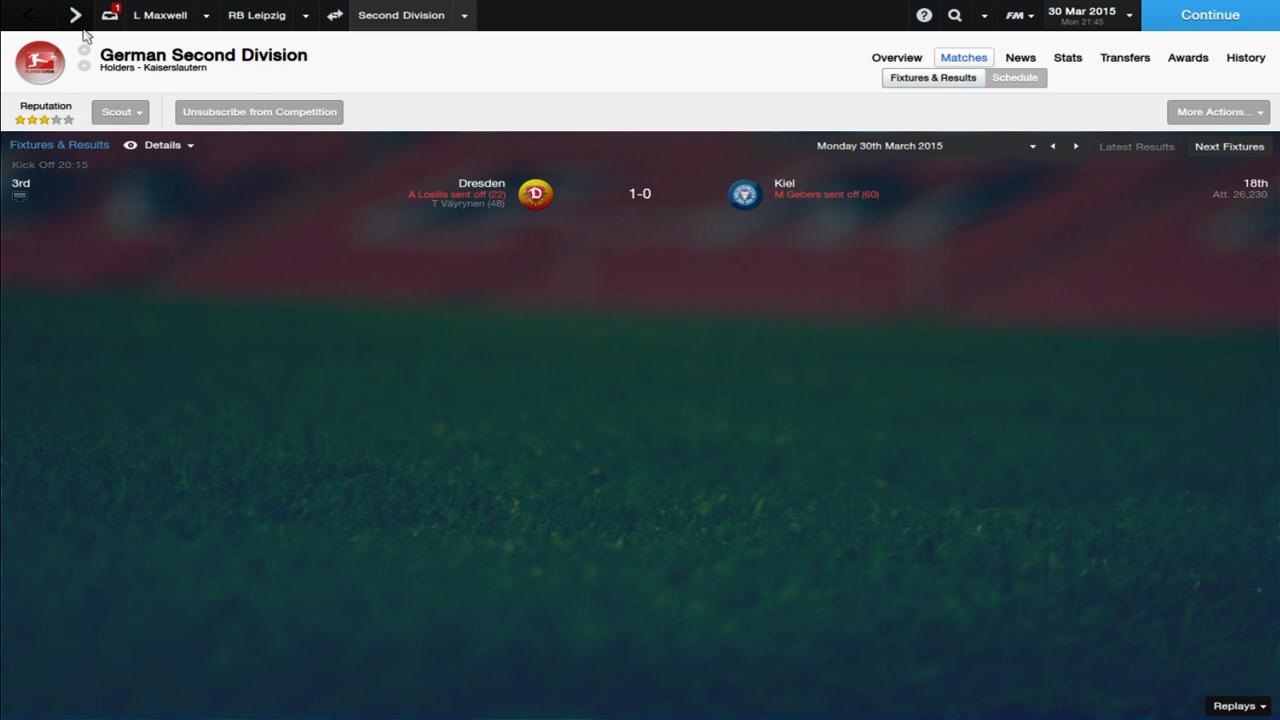 1
L Maxwell
RB Leipzig
Second Division
FM
30 Mar 2015
Mon 21:45
Continue
German Second Division
Holders - Kaiserslautern
Overview
Matches
News
Stats
Transfers
Awards
History
Fixtures & Results
Schedule
Reputation
Scout
Unsubscribe from Competition
More Actions...
Fixtures & Results
Details
Monday 30th March 2015
Latest Results
Next Fixtures
Kick Off 20:15
3rd
Dresden
A Losilla sent off (22)
T Väyrynen (48)
1-0
Kiel
M Gebers sent off (60)
18th
Att. 26,230
Replays